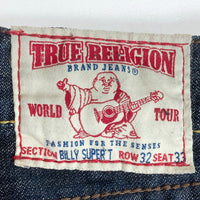 TRUE RELIGION
BRAND JEANS®
WORLD TOUR
FASHION FOR THE SENSES
SECTION BILLY SUPER T ROW 32 SEAT 33